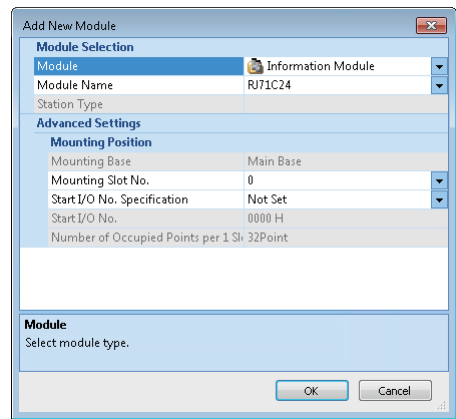 Add New Module
Module Selection
Module Information Module
Module Name RJ71C24
Station Type
Advanced Settings
Mounting Position
Mounting Base Main Base
Mounting Slot No. 0
Start I/O No. Specification Not Set
Start I/O No. 0000 H
Number of Occupied Points per 1 Sl 32Point
Module
Select module type.
OK Cancel